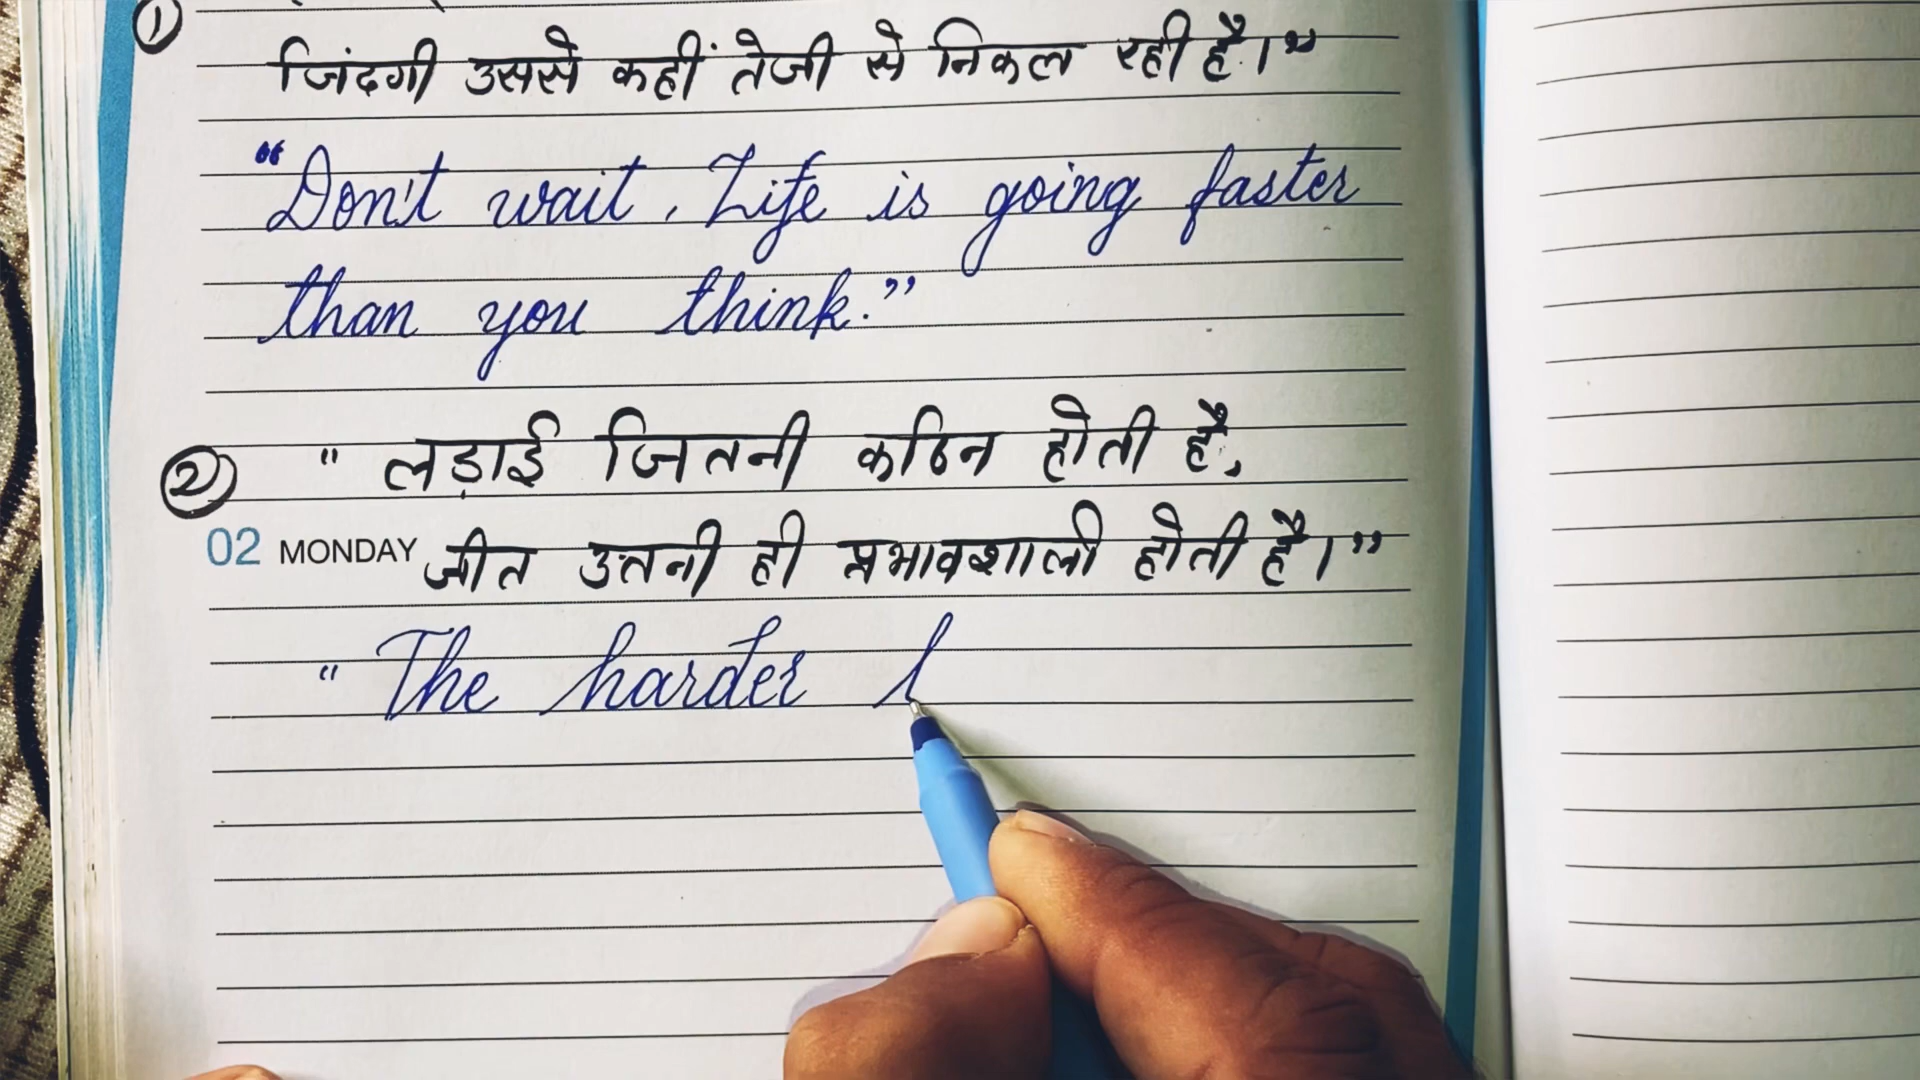 ①
जिंदगी उससे कहीं तेजी से निकल रही है।"
"Don't wait. Life is going faster
than you think."
② " लड़ाई जितनी कठिन होती है,
02 MONDAY जीत उतनी ही प्रभावशाली होती है।"
" The harder